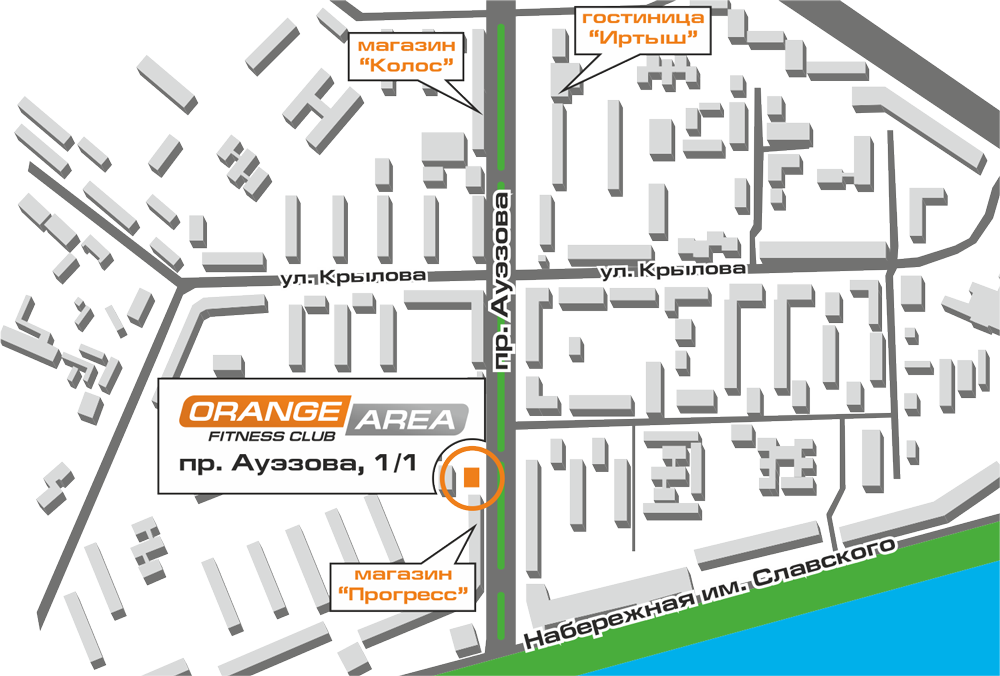 гостиница
“Иртыш”
магазин
“Колос”
пр. Ауэзова
ул. Крылова
ул. Крылова
ORANGE AREA
FITNESS CLUB
пр. Ауэзова, 1/1
магазин
“Прогресс”
Набережная им. Славского